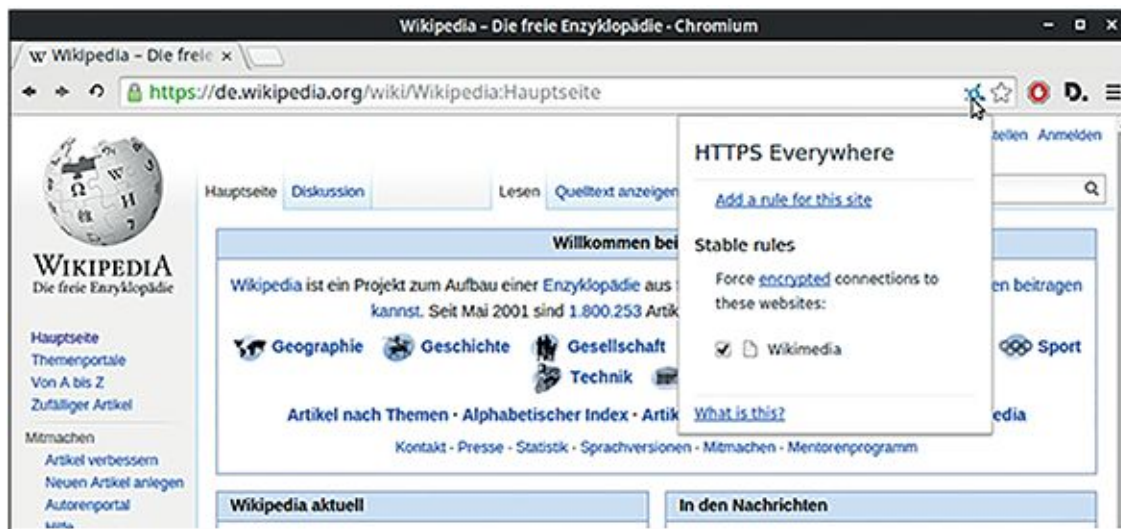 Wikipedia – Die freie Enzyklopädie - Chromium
W Wikipedia – Die freie
https://de.wikipedia.org/wiki/Wikipedia:Hauptseite
D.
Anmelden
HTTPS Everywhere
Add a rule for this site
Stable rules
Force encrypted connections to
these websites:
Wikimedia
What is this?
WIKIPEDIA
Die freie Enzyklopädie
Hauptseite
Themenportale
Von A bis Z
Zufälliger Artikel
Mitmachen
Artikel verbessern
Neuen Artikel anlegen
Autorenportal
Hilfe
Hauptseite Diskussion Lesen Quelltext anzeigen
Willkommen bei
Wikipedia ist ein Projekt zum Aufbau einer Enzyklopädie aus en beitragen
kannst. Seit Mai 2001 sind 1.800.253 Artik
Geographie Geschichte Gesellschaft Sport
Technik
Artikel nach Themen · Alphabetischer Index · Artik edia
Kontakt - Presse - Statistik - Sprachversionen - Mitmachen - Mentorenprogramm
Wikipedia aktuell In den Nachrichten